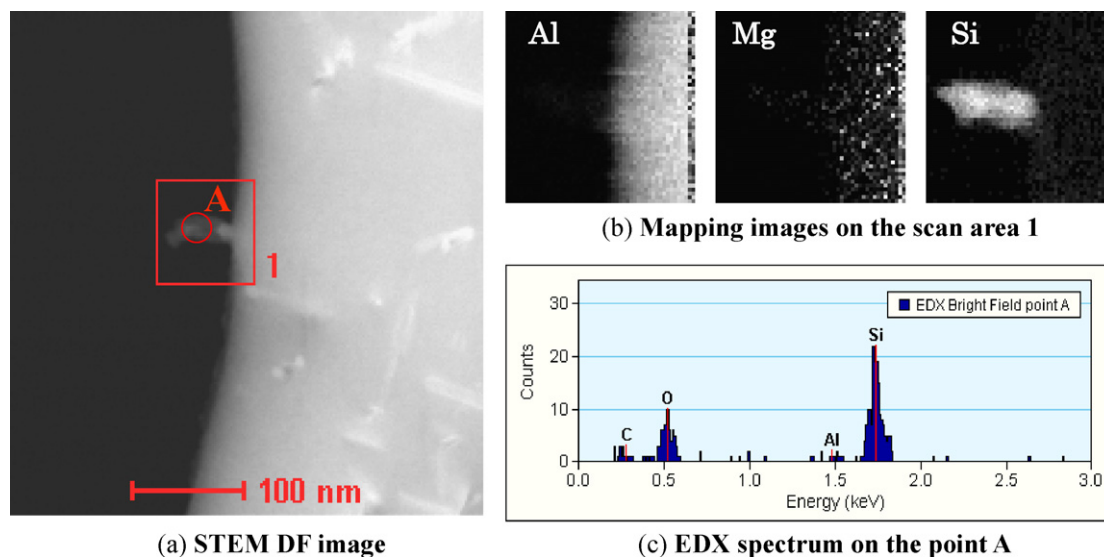 A
1
100 nm
(a) STEM DF image
Al Mg Si
(b) Mapping images on the scan area 1
30
20
10
0
Counts
EDX Bright Field point A
C O Al Si
0.0 0.5 1.0 1.5 2.0 2.5 3.0
Energy (keV)
(c) EDX spectrum on the point A